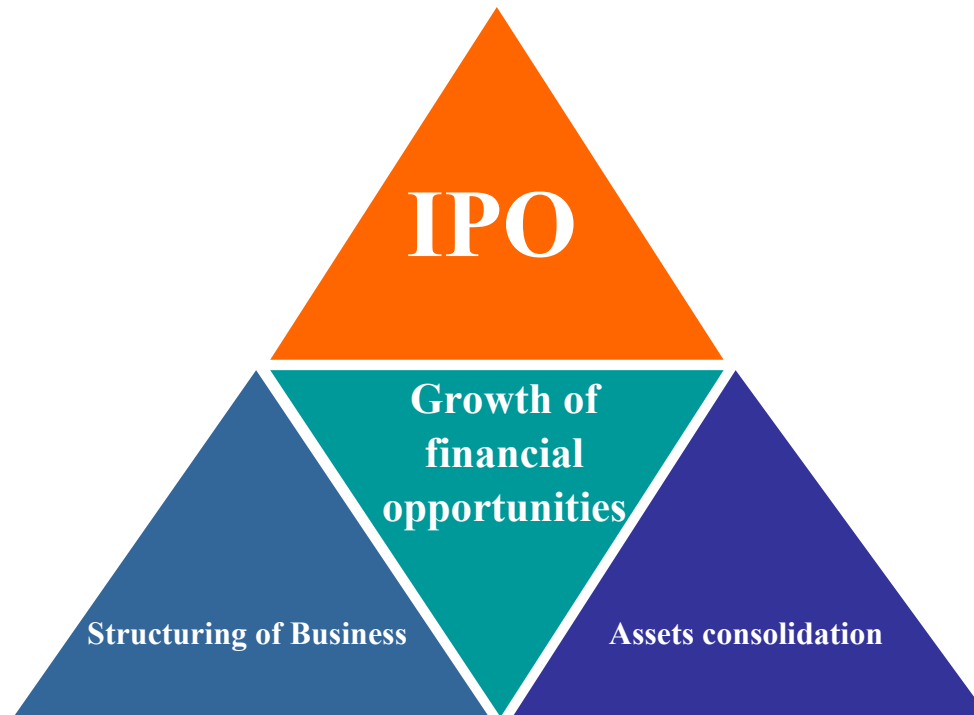 IPO
Growth of
financial
opportunities
Structuring of Business
Assets consolidation